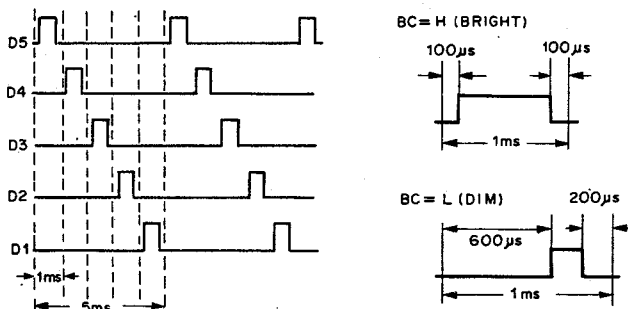 D5
D4
D3
D2
D1
1ms
5ms
BC = H (BRIGHT)
100µs
100µs
1ms
BC = L (DIM)
200µs
600µs
1ms